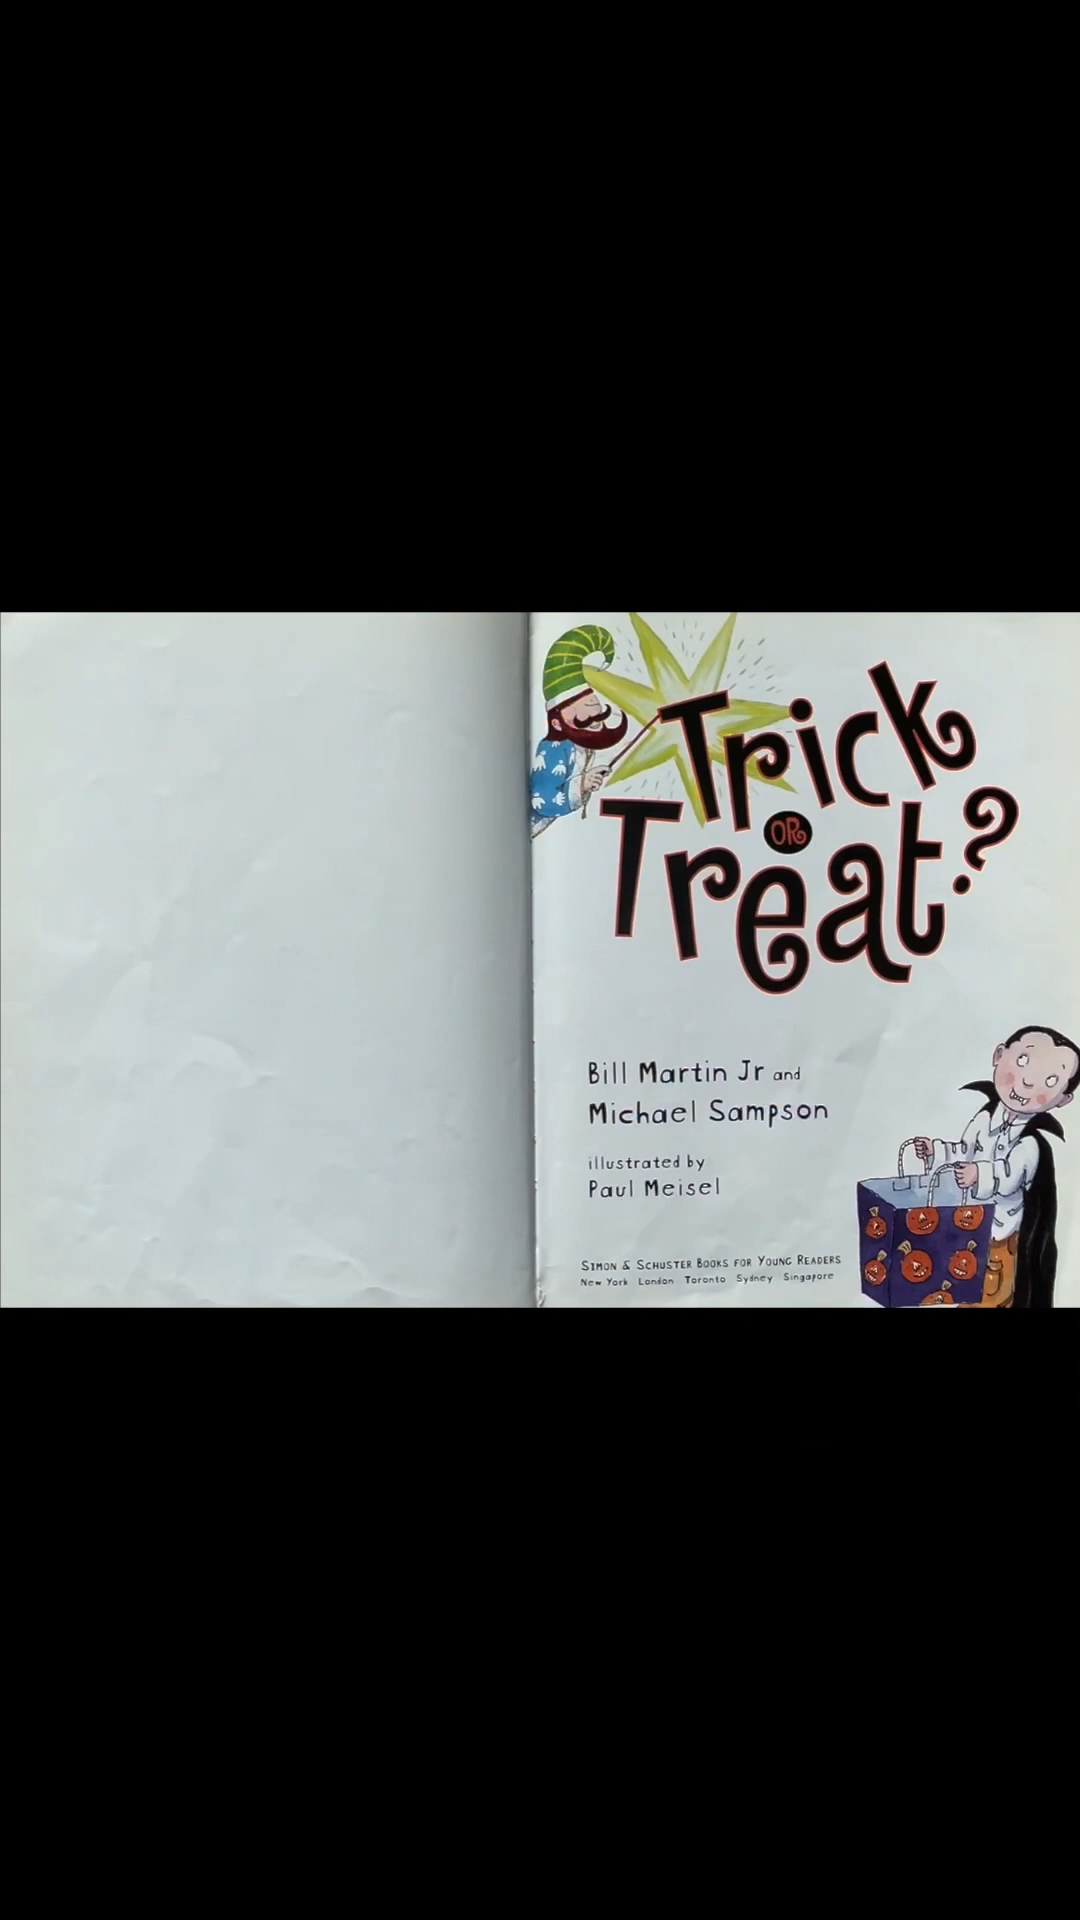 Trick
OR
Treat?
Bill Martin Jr and
Michael Sampson
illustrated by
Paul Meisel
SIMON & SCHUSTER BOOKS FOR YOUNG READERS
New York London Toronto Sydney Singapore